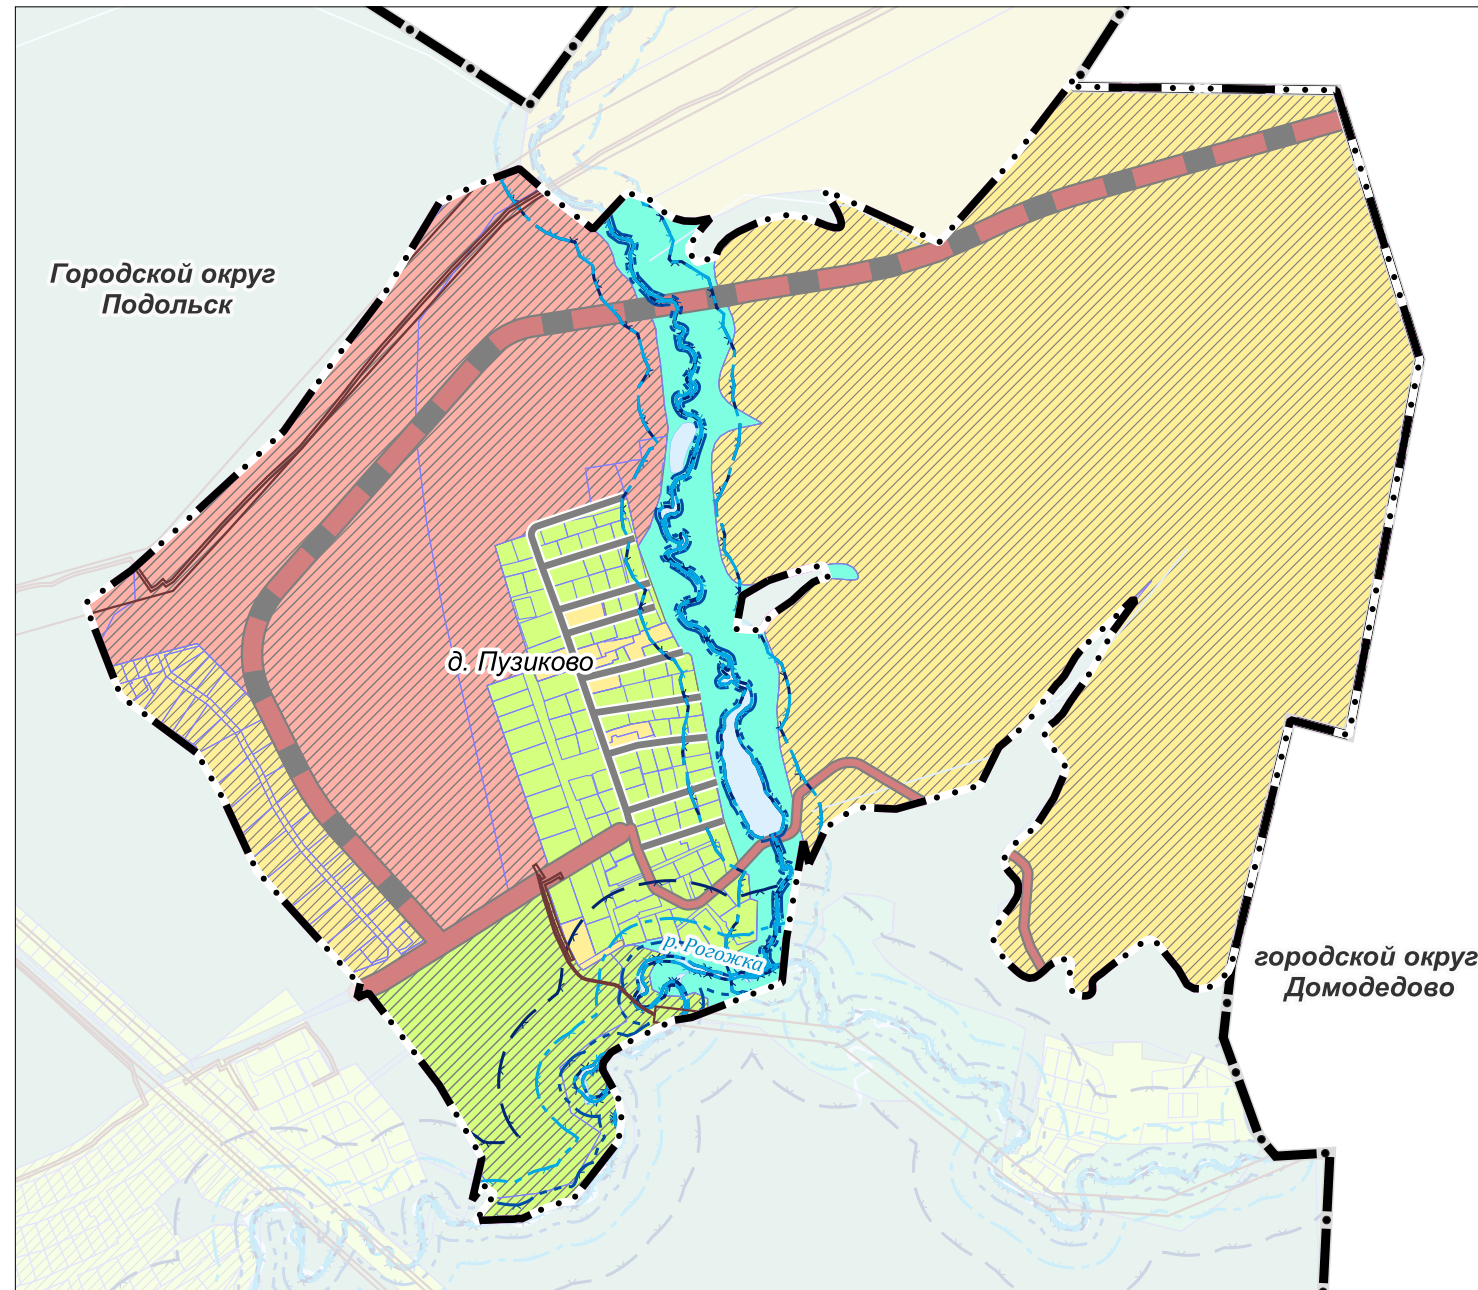 Городской округ
Подольск
д. Пузиково
р. Рогожка
городской округ
Домодедово